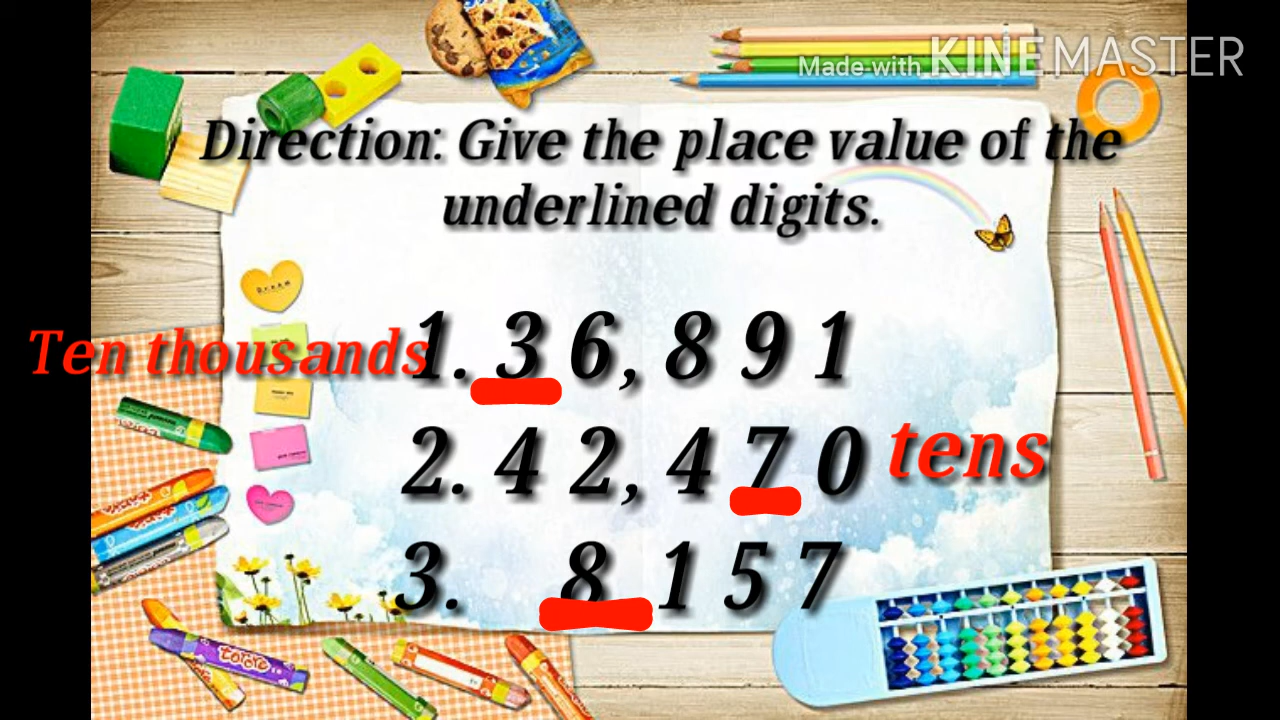 Made with KINEMASTER
Direction: Give the place value of the
underlined digits.
Ten thousands 1. 3 6, 8 9 1
2. 4 2, 4 7 0 tens
3. 8 1 5 7